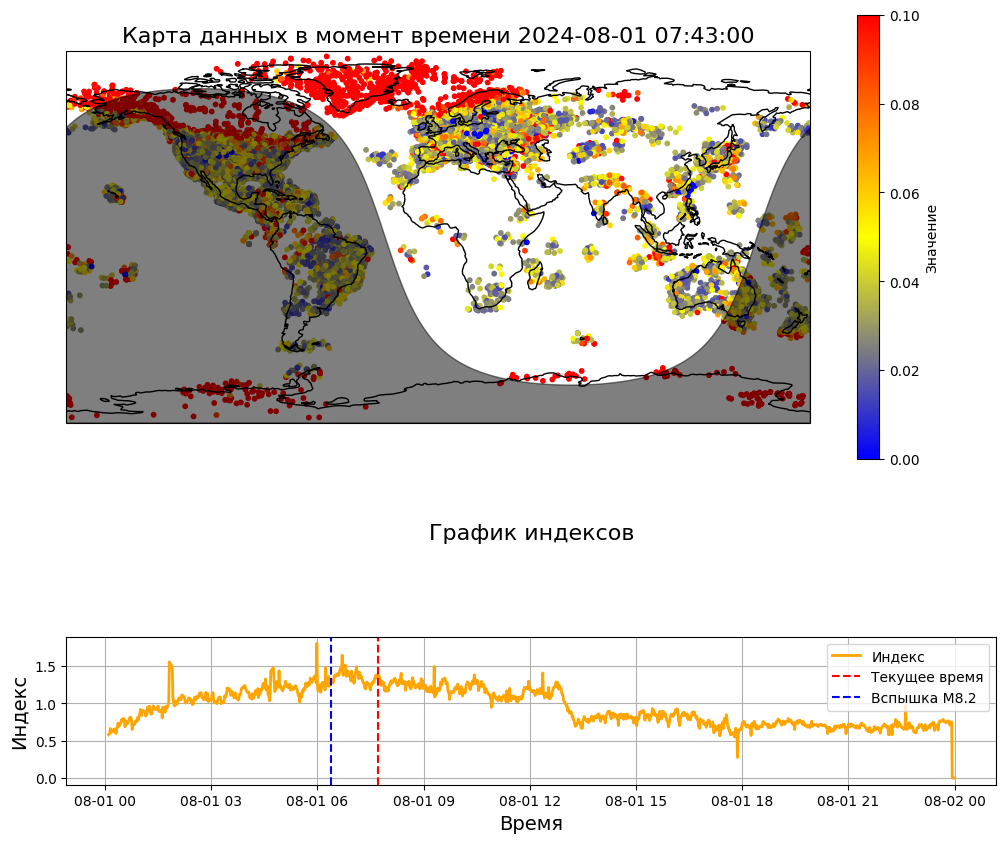 Карта данных в момент времени 2024-08-01 07:43:00
0.10
0.08
0.06
0.04
0.02
0.00
Значение
График индексов
Индекс
1.5
1.0
0.5
0.0
Индекс
Текущее время
Вспышка M8.2
08-01 00
08-01 03
08-01 06
08-01 09
08-01 12
08-01 15
08-01 18
08-01 21
08-02 00
Время